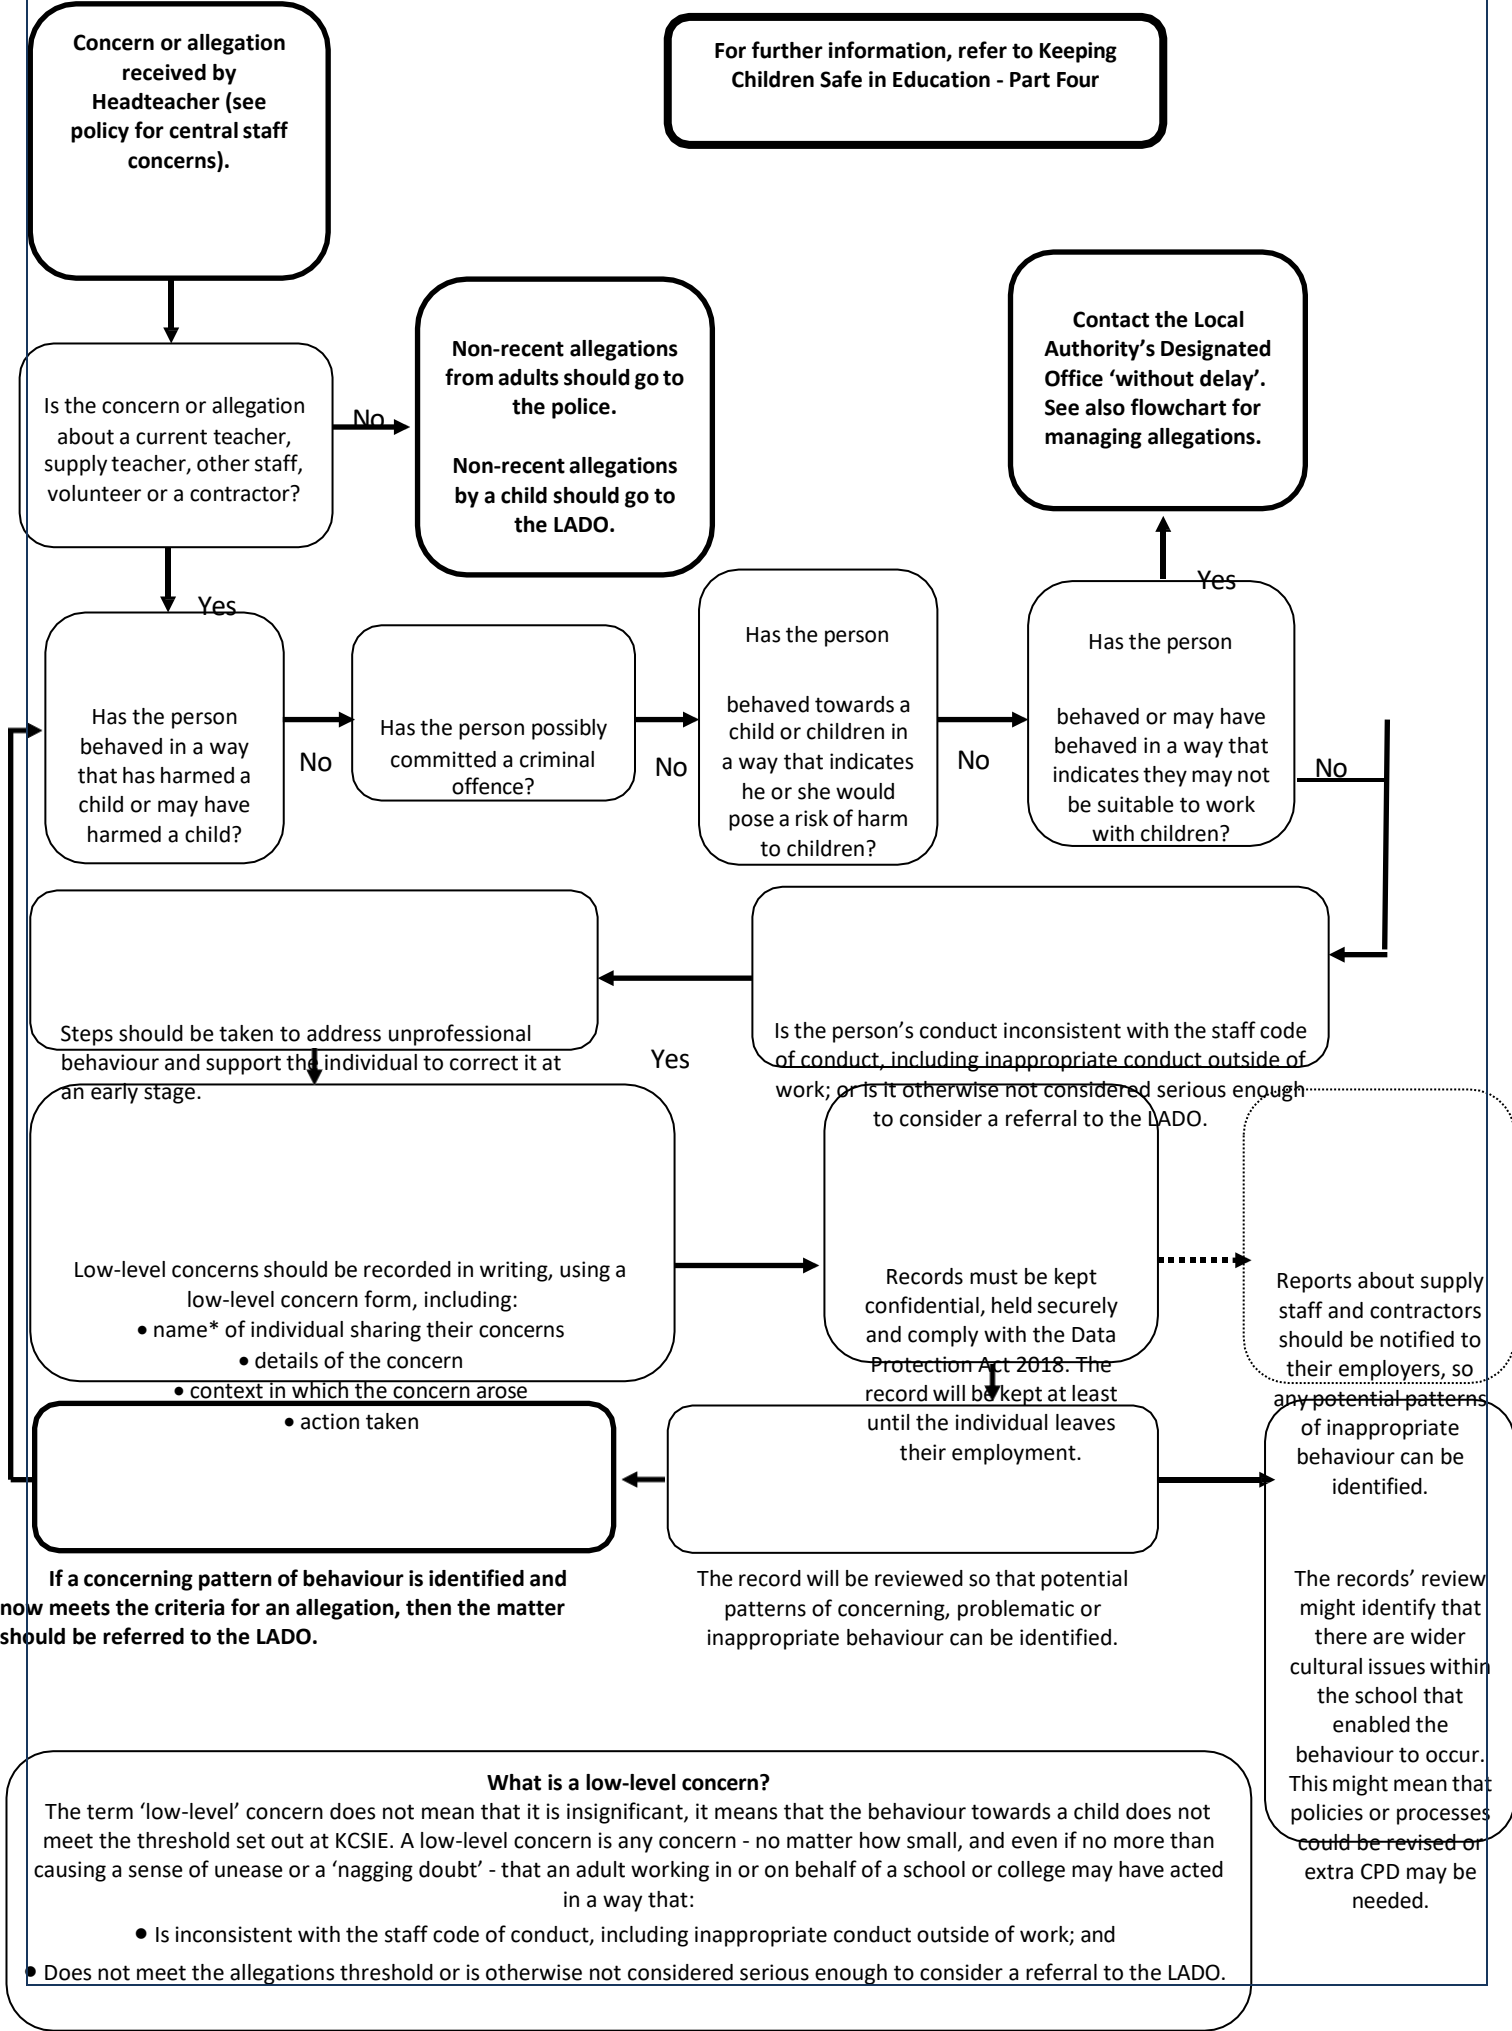 Concern or allegation
received by
Headteacher (see
policy for central staff
concerns).
For further information, refer to Keeping
Children Safe in Education - Part Four
Is the concern or allegation
about a current teacher,
supply teacher, other staff,
volunteer or a contractor?
No
Non-recent allegations
from adults should go to
the police.
Non-recent allegations
by a child should go to
the LADO.
Contact the Local
Authority’s Designated
Office ‘without delay’.
See also flowchart for
managing allegations.
Yes
Yes
Has the person
behaved in a way
that has harmed a
child or may have
harmed a child?
No
Has the person possibly
committed a criminal
offence?
No
Has the person
behaved towards a
child or children in
a way that indicates
he or she would
pose a risk of harm
to children?
No
Has the person
behaved or may have
behaved in a way that
indicates they may not
be suitable to work
with children?
No
Steps should be taken to address unprofessional
behaviour and support the individual to correct it at
an early stage.
Yes
Is the person’s conduct inconsistent with the staff code
of conduct, including inappropriate conduct outside of
work; or is it otherwise not considered serious enough
to consider a referral to the LADO.
Low-level concerns should be recorded in writing, using a
low-level concern form, including:
• name* of individual sharing their concerns
• details of the concern
• context in which the concern arose
• action taken
Records must be kept
confidential, held securely
and comply with the Data
Protection Act 2018. The
record will be kept at least
until the individual leaves
their employment.
Reports about supply
staff and contractors
should be notified to
their employers, so
any potential patterns
of inappropriate
behaviour can be
identified.
If a concerning pattern of behaviour is identified and
now meets the criteria for an allegation, then the matter
should be referred to the LADO.
The record will be reviewed so that potential
patterns of concerning, problematic or
inappropriate behaviour can be identified.
The records’ review
might identify that
there are wider
cultural issues within
the school that
enabled the
behaviour to occur.
This might mean that
policies or processes
could be revised or
extra CPD may be
needed.
What is a low-level concern?
The term ‘low-level’ concern does not mean that it is insignificant, it means that the behaviour towards a child does not
meet the threshold set out at KCSIE. A low-level concern is any concern - no matter how small, and even if no more than
causing a sense of unease or a ‘nagging doubt’ - that an adult working in or on behalf of a school or college may have acted
in a way that:
• Is inconsistent with the staff code of conduct, including inappropriate conduct outside of work; and
• Does not meet the allegations threshold or is otherwise not considered serious enough to consider a referral to the LADO.